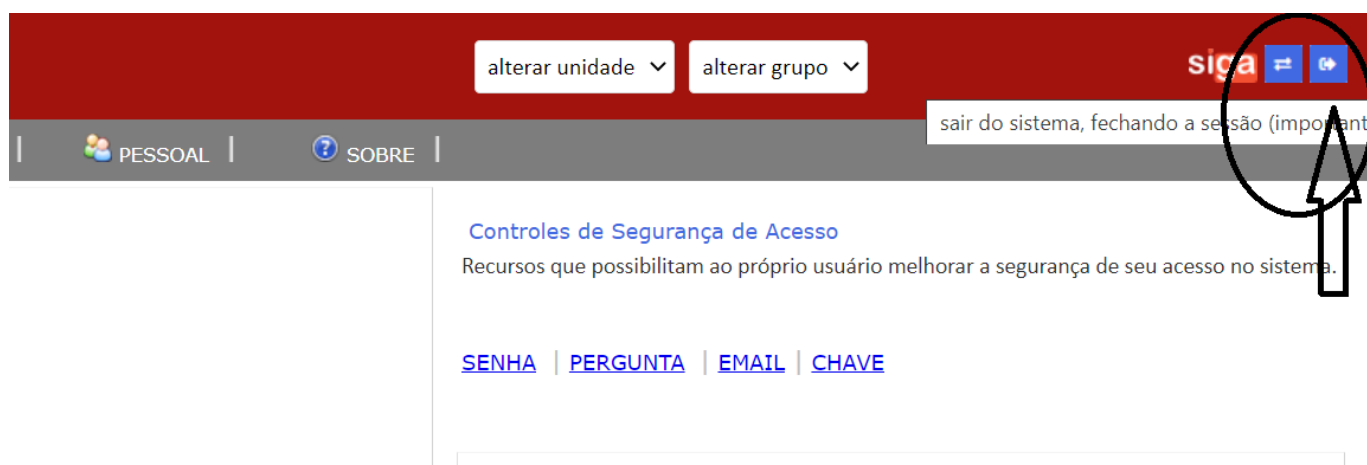 alterar unidade alterar grupo siga
sair do sistema, fechando a sessão (important
PESSOAL | SOBRE |
Controles de Segurança de Acesso
Recursos que possibilitam ao próprio usuário melhorar a segurança de seu acesso no sistema.
SENHA | PERGUNTA | EMAIL | CHAVE